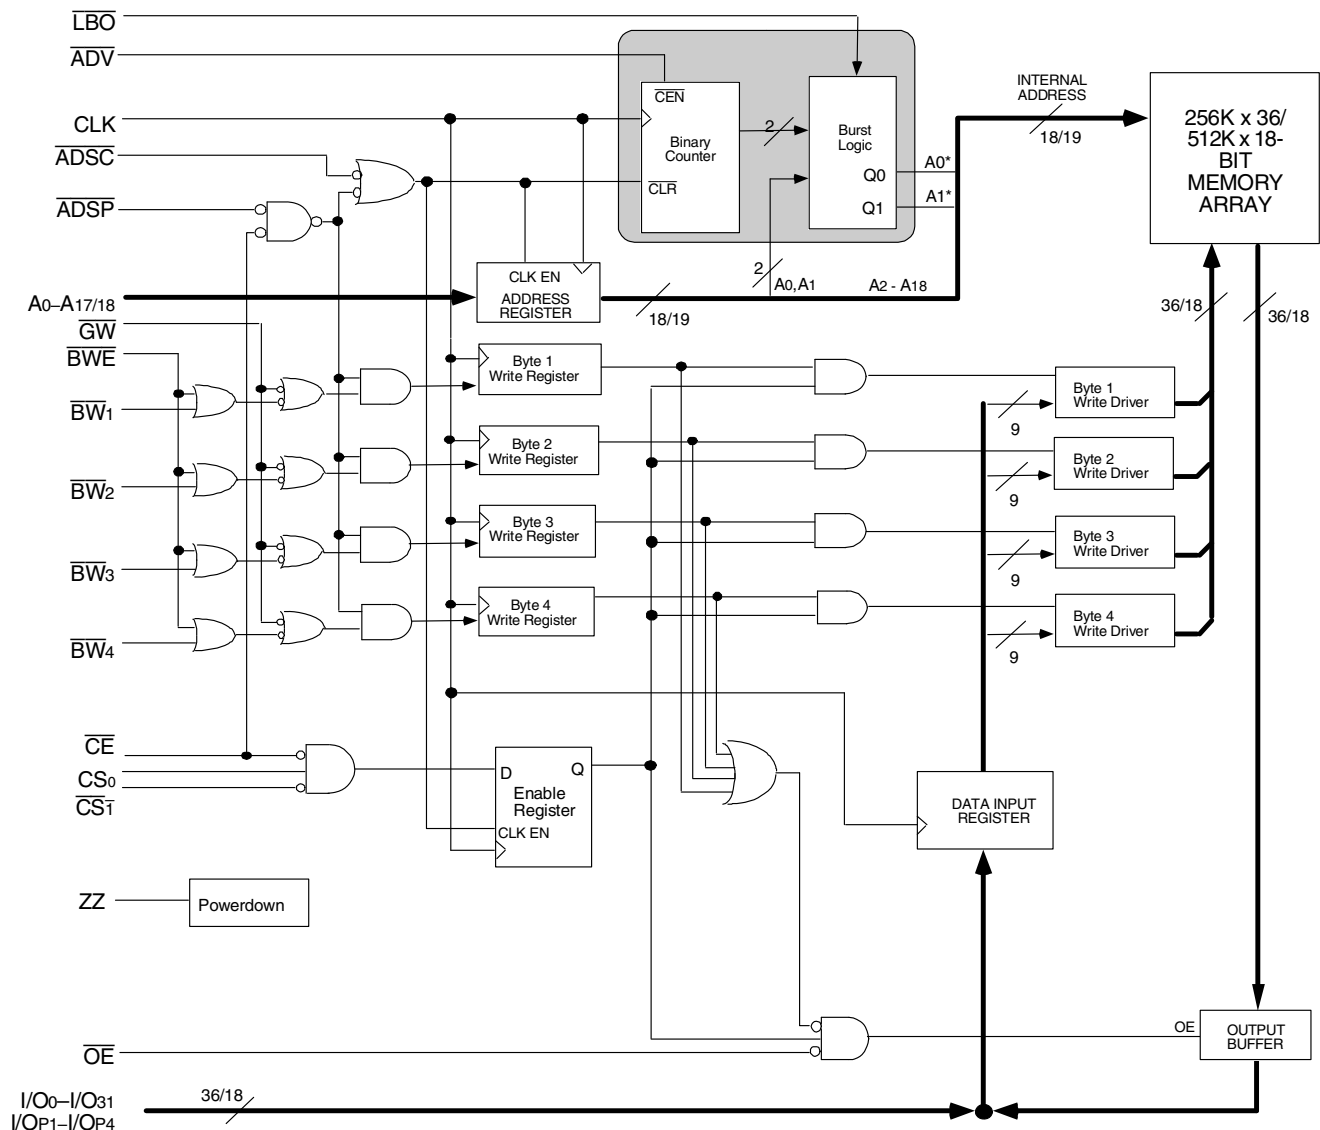 LBO
ADV
CLK
ADSC
ADSP
A0–A17/18
GW
BWE
BW1
BW2
BW3
BW4
CE
CS0
CS1
ZZ
OE
I/O0–I/O31
I/OP1–I/OP4
36/18
CEN
Binary
Counter
CLR
2
Burst
Logic
Q0
Q1
A0*
A1*
INTERNAL
ADDRESS
18/19
256K x 36/
512K x 18-
BIT
MEMORY
ARRAY
CLK EN
ADDRESS
REGISTER
18/19
2
A0,A1
A2 - A18
36/18
36/18
Byte 1
Write Register
Byte 2
Write Register
Byte 3
Write Register
Byte 4
Write Register
9
Byte 1
Write Driver
9
Byte 2
Write Driver
9
Byte 3
Write Driver
9
Byte 4
Write Driver
D
Q
Enable
Register
CLK EN
DATA INPUT
REGISTER
Powerdown
OE
OUTPUT
BUFFER